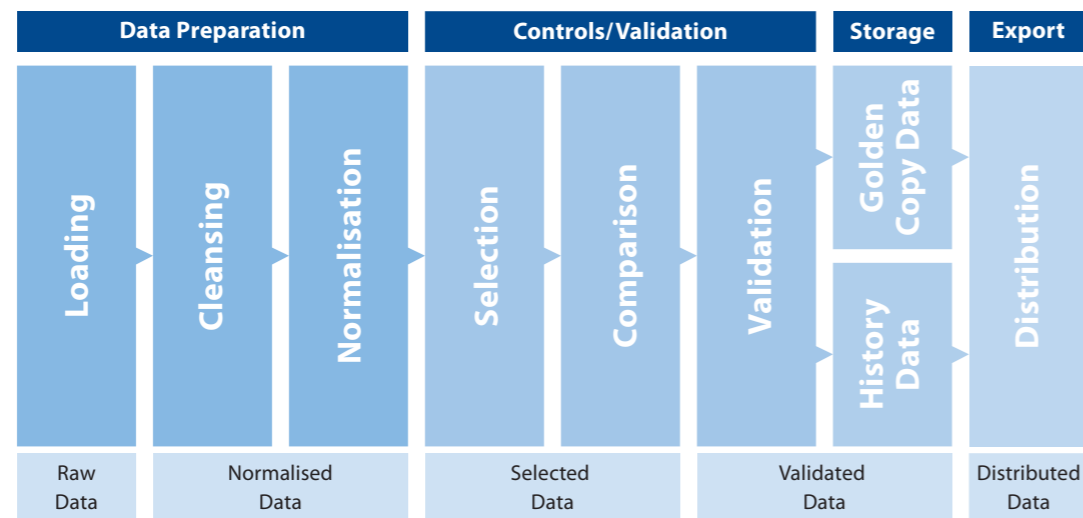 Data Preparation
Controls/Validation
Storage
Export
Loading
Cleansing
Normalisation
Selection
Comparison
Validation
Golden
Copy Data
History
Data
Distribution
Raw
Data
Normalised
Data
Selected
Data
Validated
Data
Distributed
Data